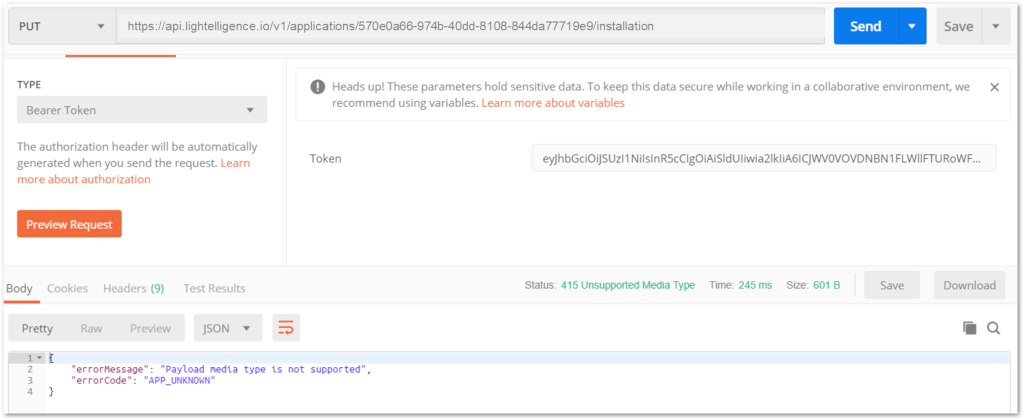 PUT
https://api.lightelligence.io/v1/applications/570e0a66-974b-40dd-8108-844da77719e9/installation
Send
Save
TYPE
Bearer Token
The authorization header will be automatically
generated when you send the request. Learn
more about authorization
Preview Request
Heads up! These parameters hold sensitive data. To keep this data secure while working in a collaborative environment, we
recommend using variables. Learn more about variables
Token
eyJhbGciOiJSUzI1NiIsInR5cCIgOiAiSldUIiwia2lkIiA6ICJWV0VOVDNBN1FLWllFTURoWF...
Body Cookies Headers (9) Test Results
Status: 415 Unsupported Media Type Time: 245 ms Size: 601 B
Save
Download
Pretty Raw Preview JSON
1 {
2 "errorMessage": "Payload media type is not supported",
3 "errorCode": "APP_UNKNOWN"
4 }